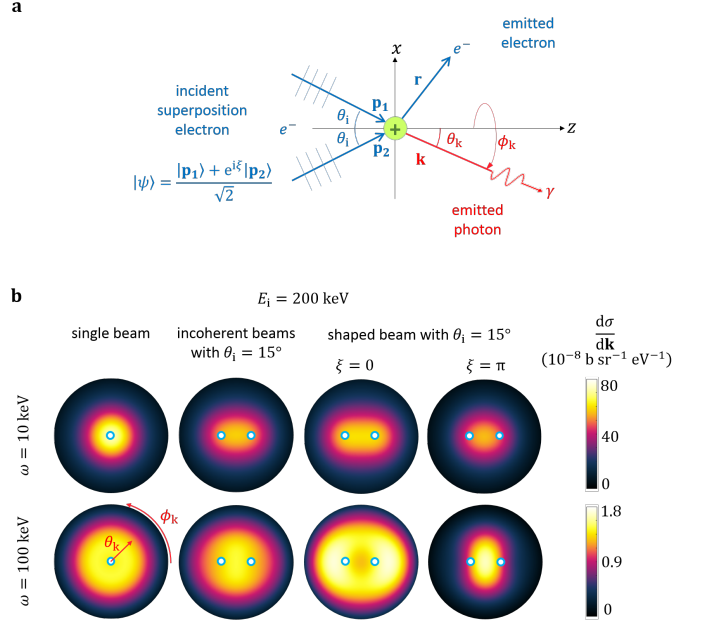 a
emitted
electron
x
e⁻
r
incident
superposition
electron
p₁
θᵢ
e⁻
θᵢ
p₂
z
θₖ
ϕₖ
k
|ψ⟩ = (|p₁⟩ + e^{iξ}|p₂⟩)/√2
emitted
photon
γ
b
Eᵢ = 200 keV
single beam
incoherent beams
with θᵢ = 15°
shaped beam with θᵢ = 15°
ξ = 0
ξ = π
dσ/dk
(10⁻⁸ b sr⁻¹ eV⁻¹)
ω = 10 keV
80
40
0
ω = 100 keV
ϕₖ
θₖ
1.8
0.9
0